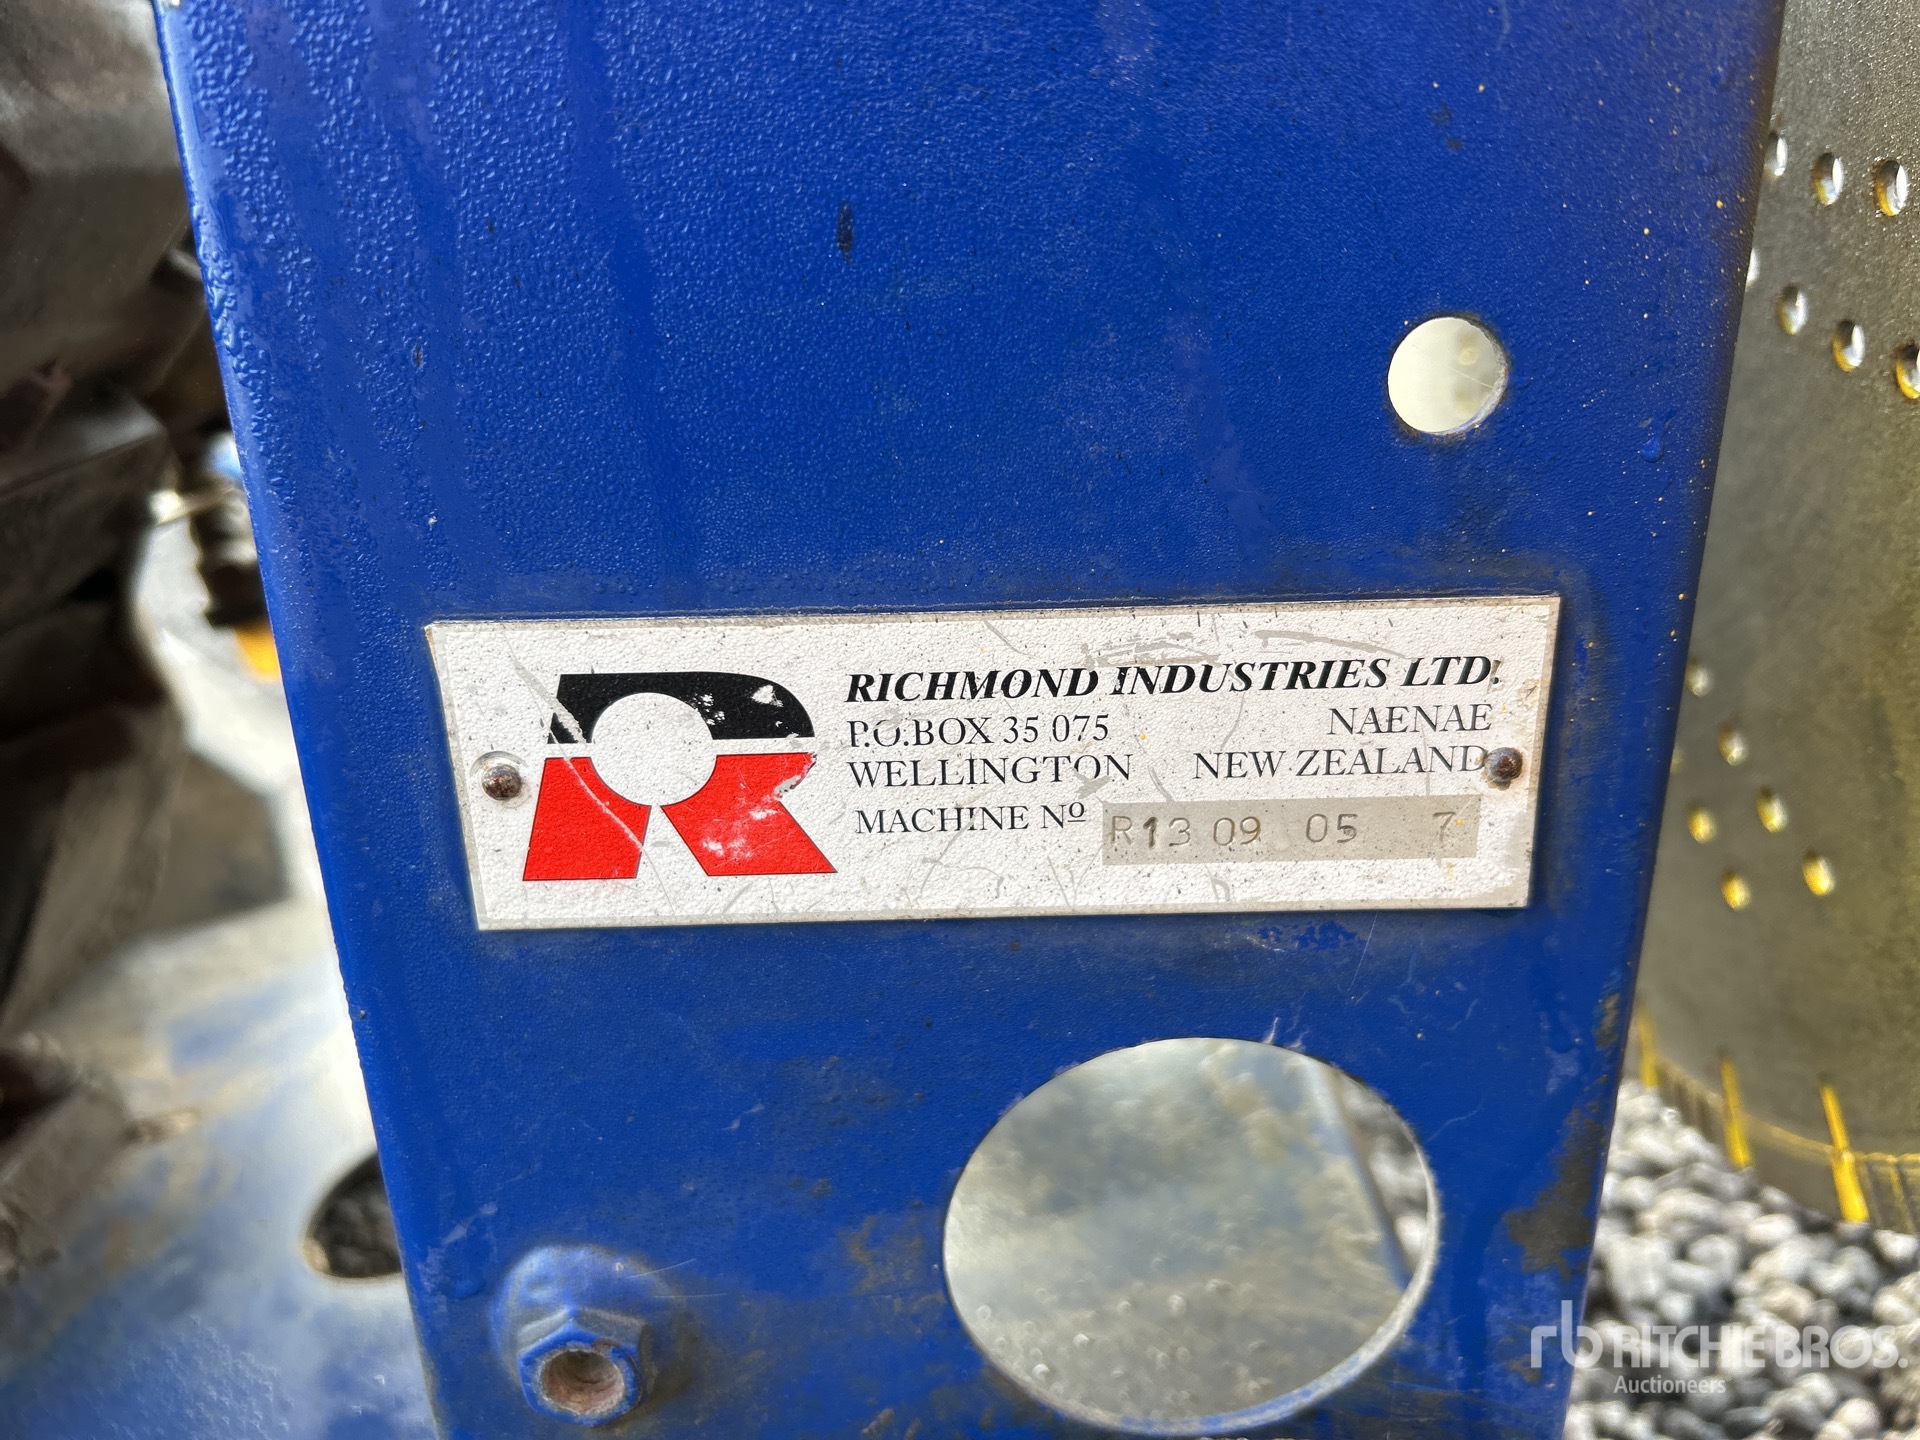 RICHMOND INDUSTRIES LTD.
P.O.BOX 35 075 NAENAE
WELLINGTON NEW ZEALAND
MACHINE Nº R13 09 05 7
rb RITCHIE BROS.
Auctioneers